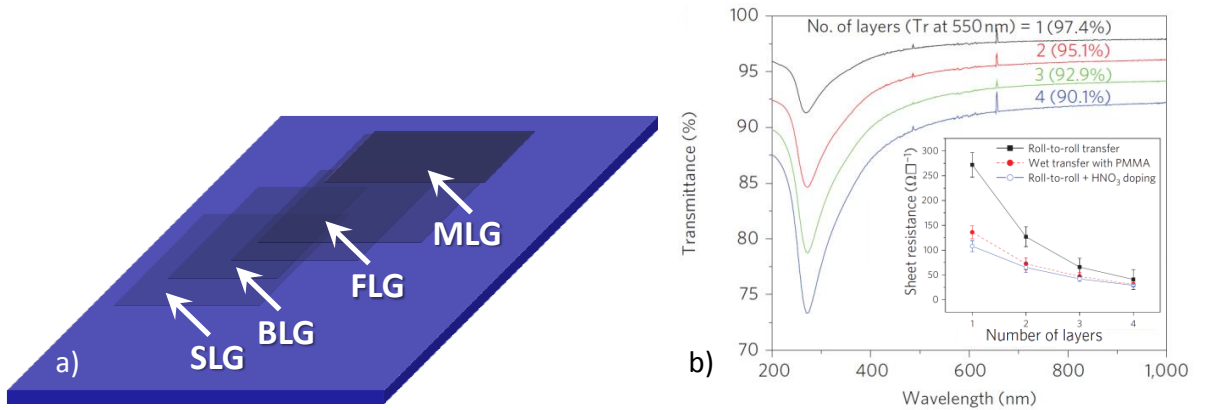 a)
SLG
BLG
FLG
MLG
b)
No. of layers (Tr at 550 nm) = 1 (97.4%)
2 (95.1%)
3 (92.9%)
4 (90.1%)
Transmittance (%)
100
95
90
85
80
75
70
200
400
600
800
1,000
Wavelength (nm)
Roll-to-roll transfer
Wet transfer with PMMA
Roll-to-roll + HNO₃ doping
Sheet resistance (Ω□⁻¹)
300
250
200
150
100
50
0
1
2
3
4
Number of layers